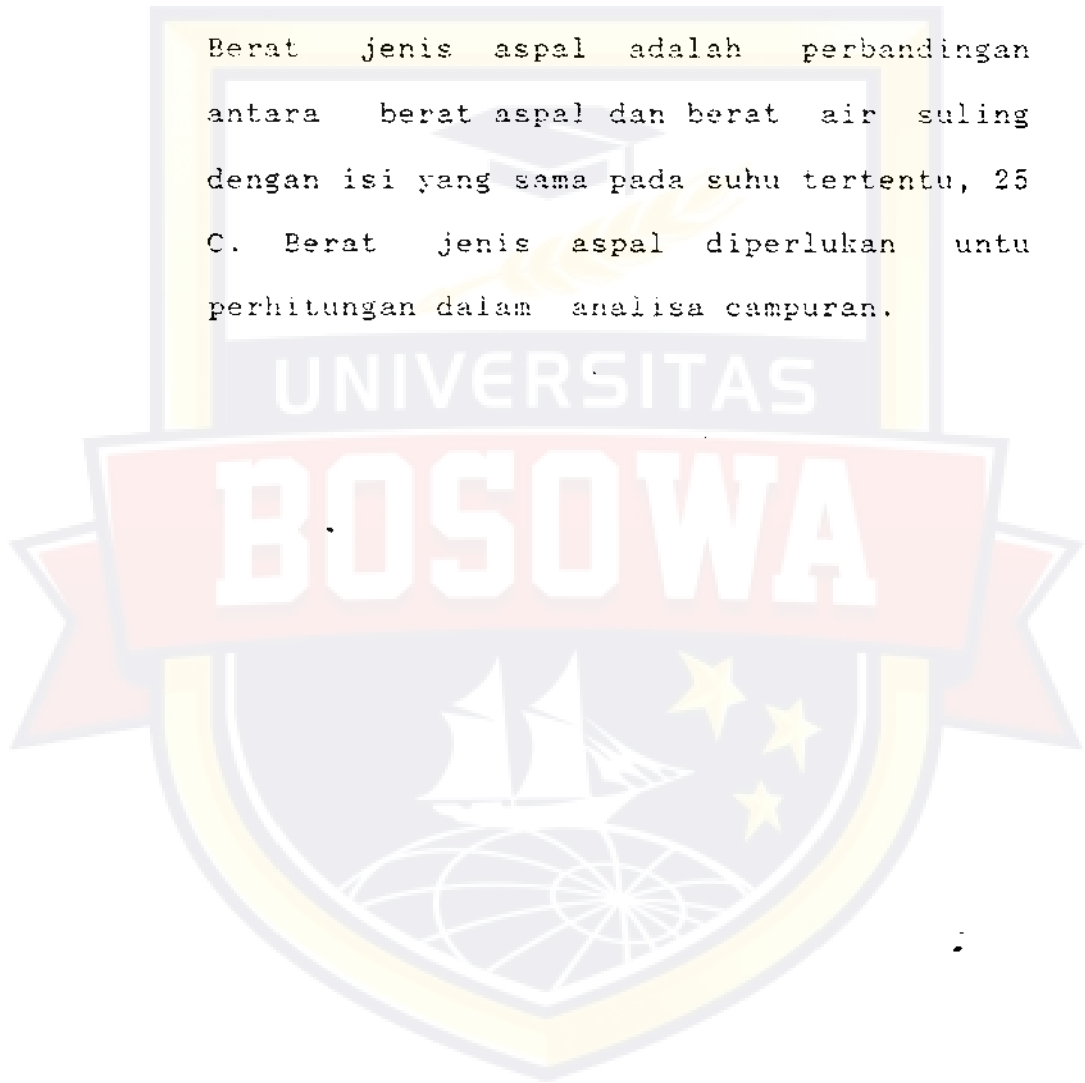 Berat jenis aspal adalah perbandingan
antara berat aspal dan berat air suling
dengan isi yang sama pada suhu tertentu, 25
C. Berat jenis aspal diperlukan untu
perhitungan dalam analisa campuran.
UNIVERSITAS
BOSOWA